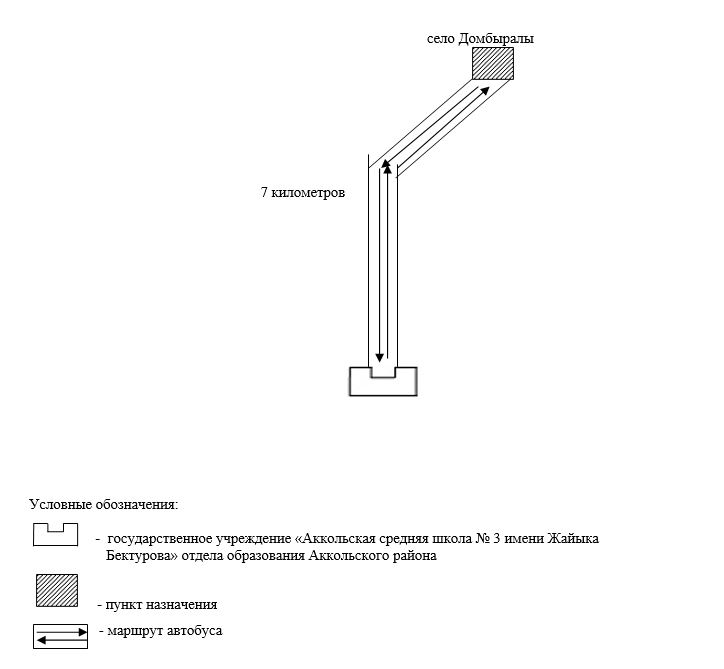 село Домбыралы
7 километров
Условные обозначения:
- государственное учреждение «Аккольская средняя школа № 3 имени Жайыка
Бектурова» отдела образования Аккольского района
- пункт назначения
- маршрут автобуса